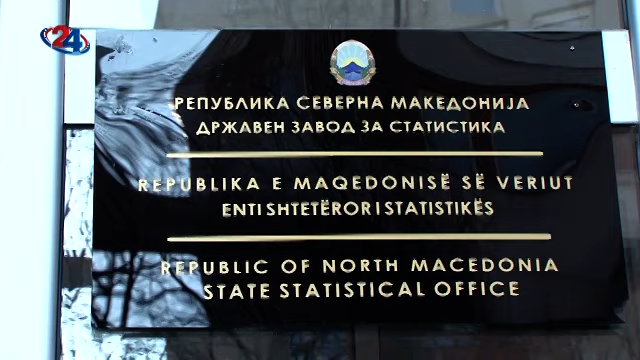 24
РЕПУБЛИКА СЕВЕРНА МАКЕДОНИЈА
ДРЖАВЕН ЗАВОД ЗА СТАТИСТИКА
REPUBLIKA E MAQEDONISË SË VERIUT
ENTI SHTETËROR I STATISTIKËS
REPUBLIC OF NORTH MACEDONIA
STATE STATISTICAL OFFICE